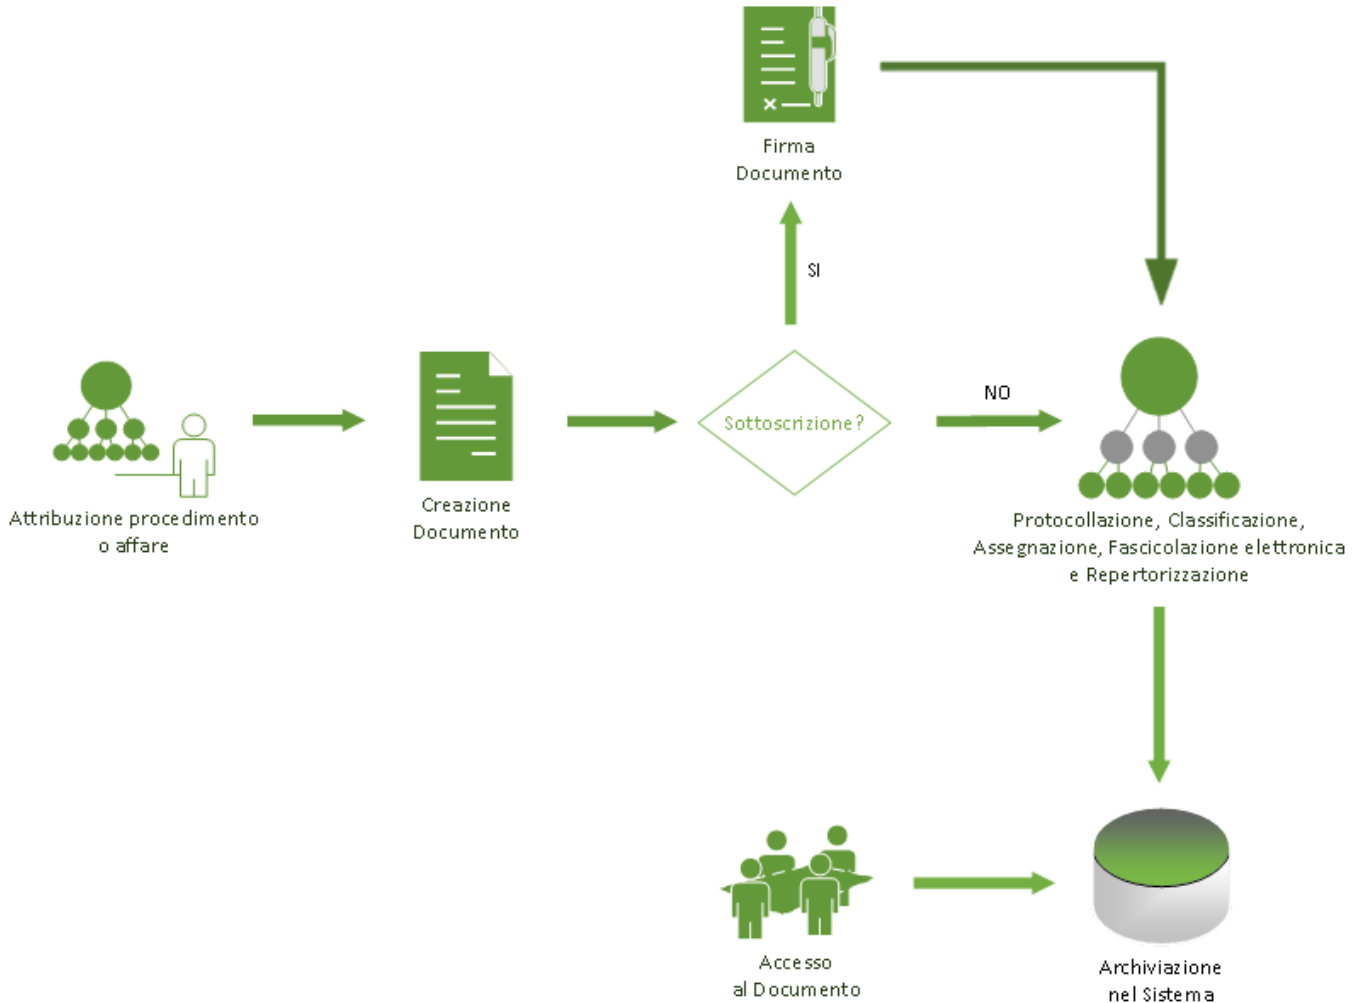 Firma
Documento
SI
Attribuzione procedimento
o affare
Creazione
Documento
Sottoscrizione?
NO
Protocollazione, Classificazione,
Assegnazione, Fascicolazione elettronica
e Repertorizzazione
Accesso
al Documento
Archiviazione
nel Sistema